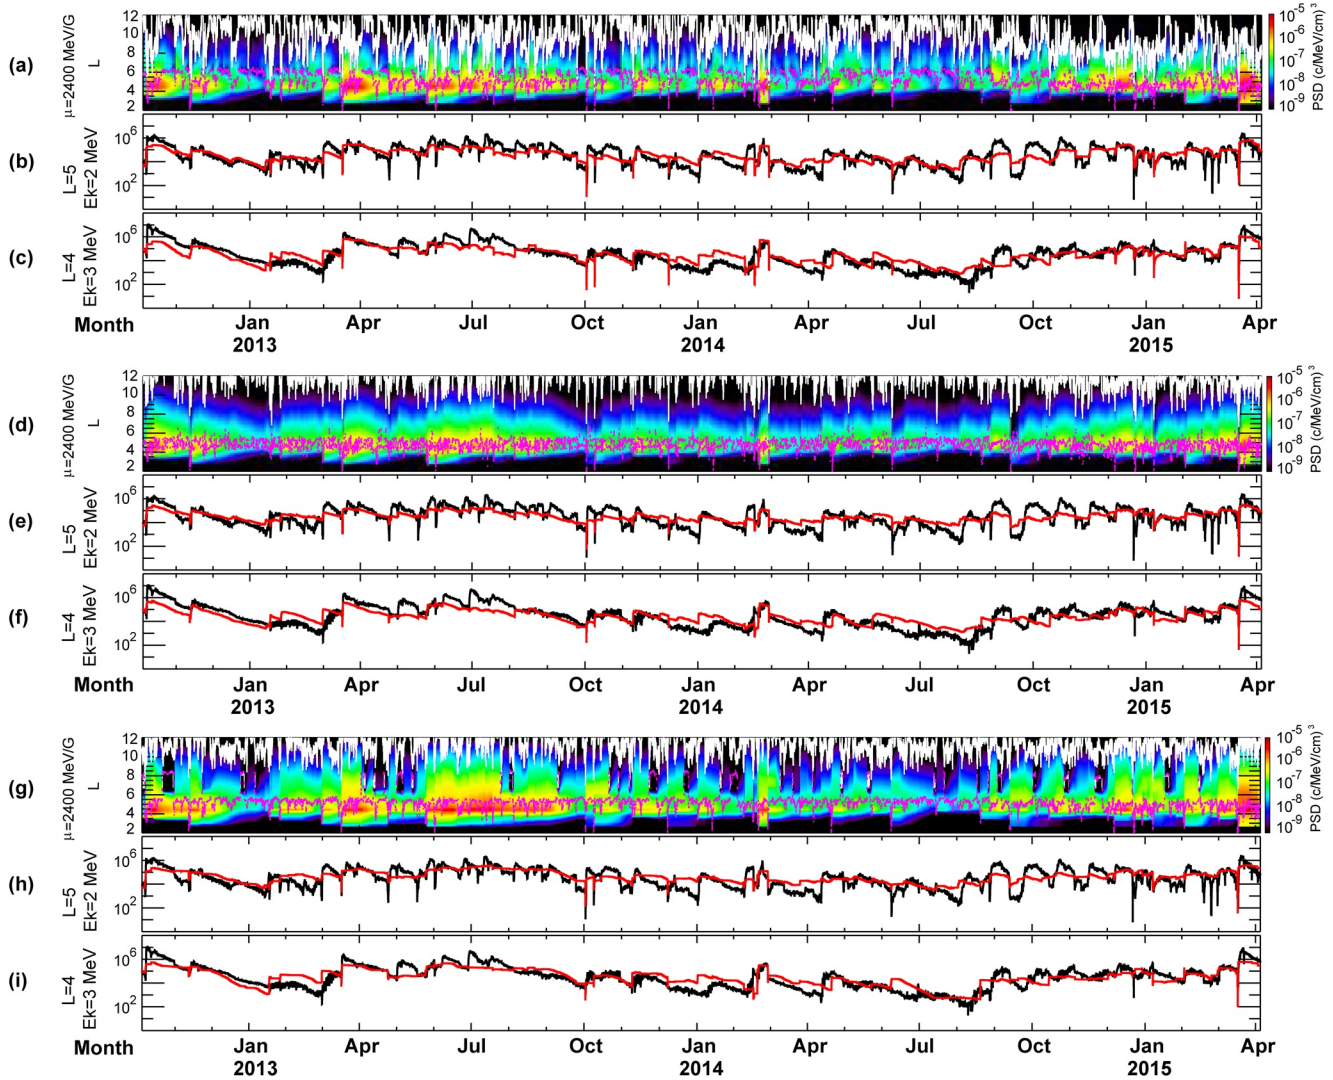 (a)
μ=2400 MeV/G
L
12
10
8
6
4
2
10-5
10-6
10-7
10-8
10-9
PSD (c/MeV/cm)3
(b)
L=5
Ek=2 MeV
106
102
(c)
L=4
Ek=3 MeV
106
102
Month
Jan Apr Jul Oct Jan Apr Jul Oct Jan Apr
2013 2014 2015
(d)
μ=2400 MeV/G
L
12
10
8
6
4
2
10-5
10-6
10-7
10-8
10-9
PSD (c/MeV/cm)3
(e)
L=5
Ek=2 MeV
106
102
(f)
L=4
Ek=3 MeV
106
102
Month
Jan Apr Jul Oct Jan Apr Jul Oct Jan Apr
2013 2014 2015
(g)
μ=2400 MeV/G
L
12
10
8
6
4
2
10-5
10-6
10-7
10-8
10-9
PSD (c/MeV/cm)3
(h)
L=5
Ek=2 MeV
106
102
(i)
L=4
Ek=3 MeV
106
102
Month
Jan Apr Jul Oct Jan Apr Jul Oct Jan Apr
2013 2014 2015